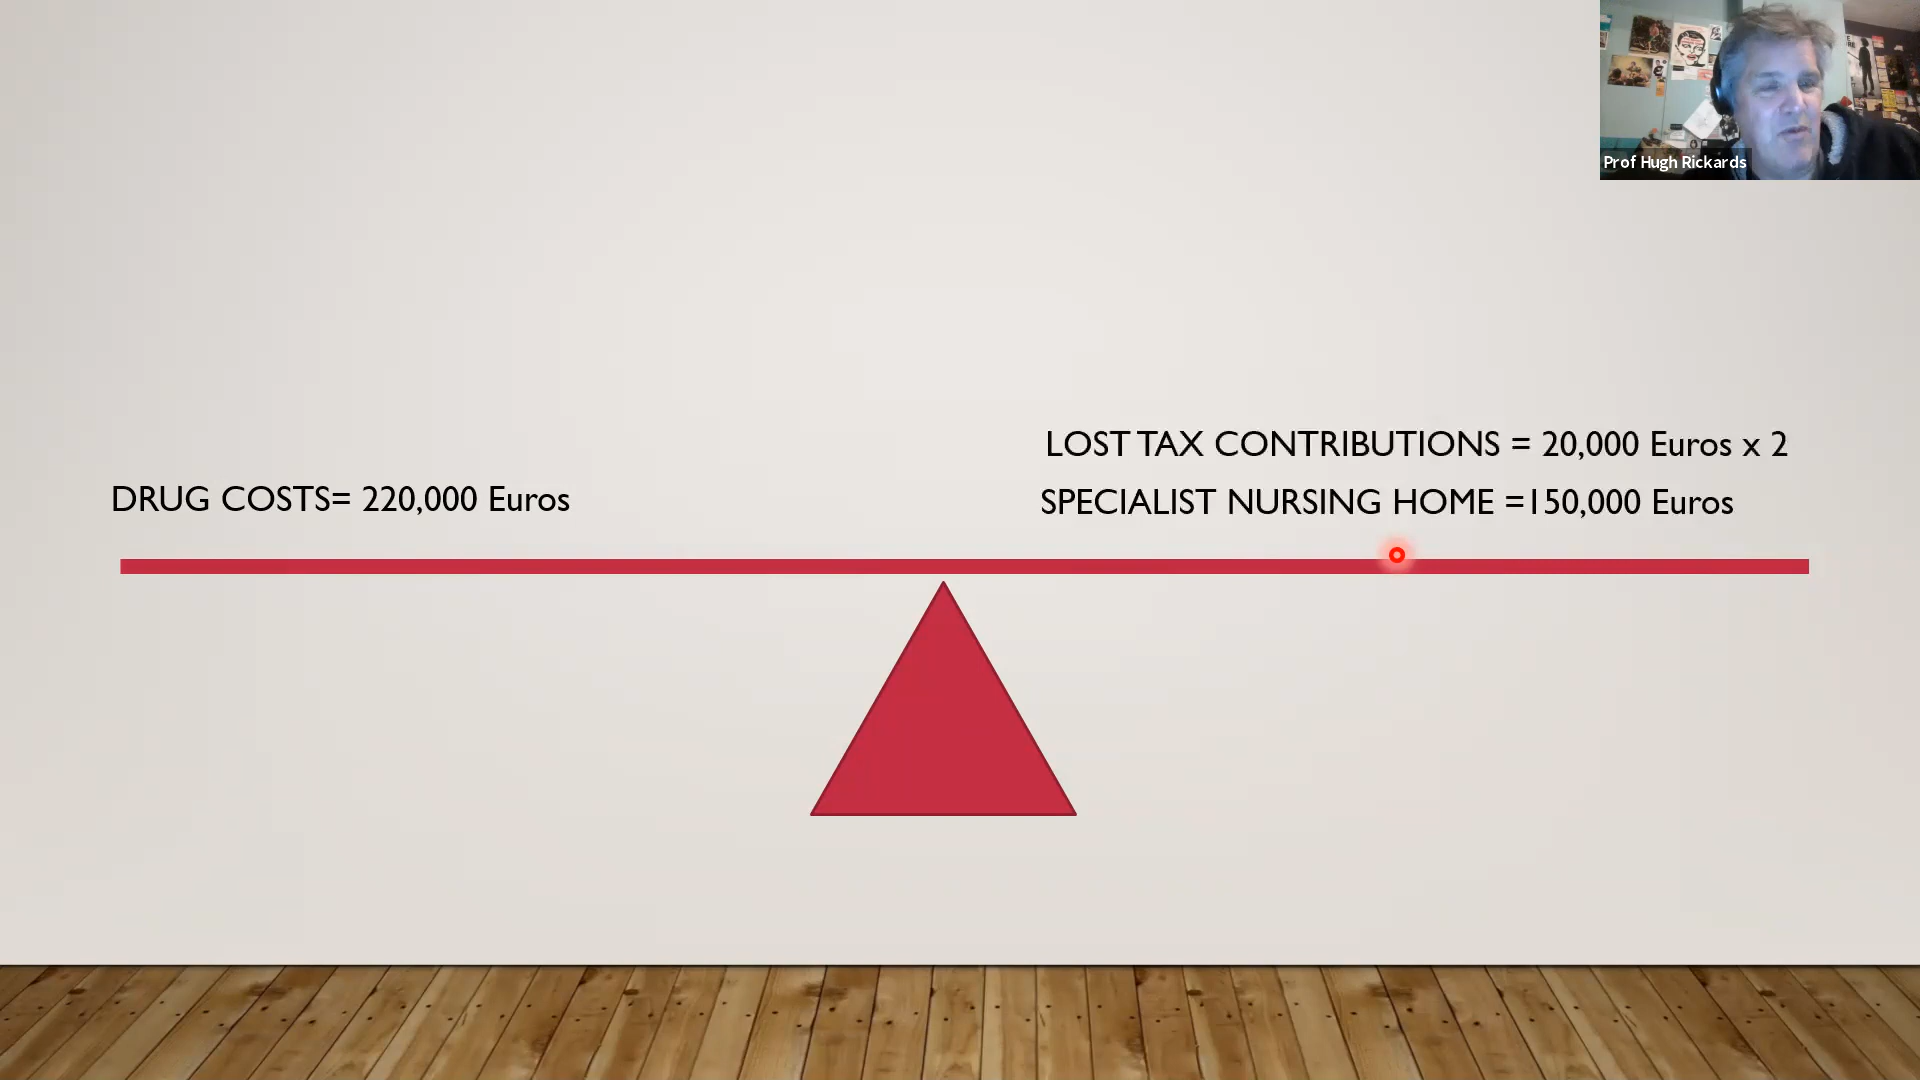 Prof Hugh Rickards
LOST TAX CONTRIBUTIONS = 20,000 Euros x 2
DRUG COSTS= 220,000 Euros
SPECIALIST NURSING HOME =150,000 Euros